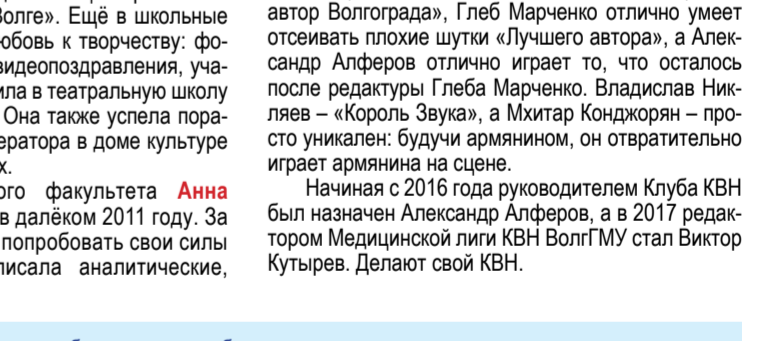 Волге». Ещё в школьные
юбовь к творчеству: фо-
видеопоздравления, уча-
ила в театральную школу
Она также успела пора-
ератора в доме культуре
х.
ого факультета Анна
в далёком 2011 году. За
попробовать свои силы
писала аналитические,
автор Волгограда», Глеб Марченко отлично умеет
отсеивать плохие шутки «Лучшего автора», а Алек-
сандр Алферов отлично играет то, что осталось
после редактуры Глеба Марченко. Владислав Ник-
ляев – «Король Звука», а Мхитар Конджорян – про-
сто уникален: будучи армянином, он отвратительно
играет армянина на сцене.
Начиная с 2016 года руководителем Клуба КВН
был назначен Александр Алферов, а в 2017 редак-
тором Медицинской лиги КВН ВолгГМУ стал Виктор
Кутырев. Делают свой КВН.